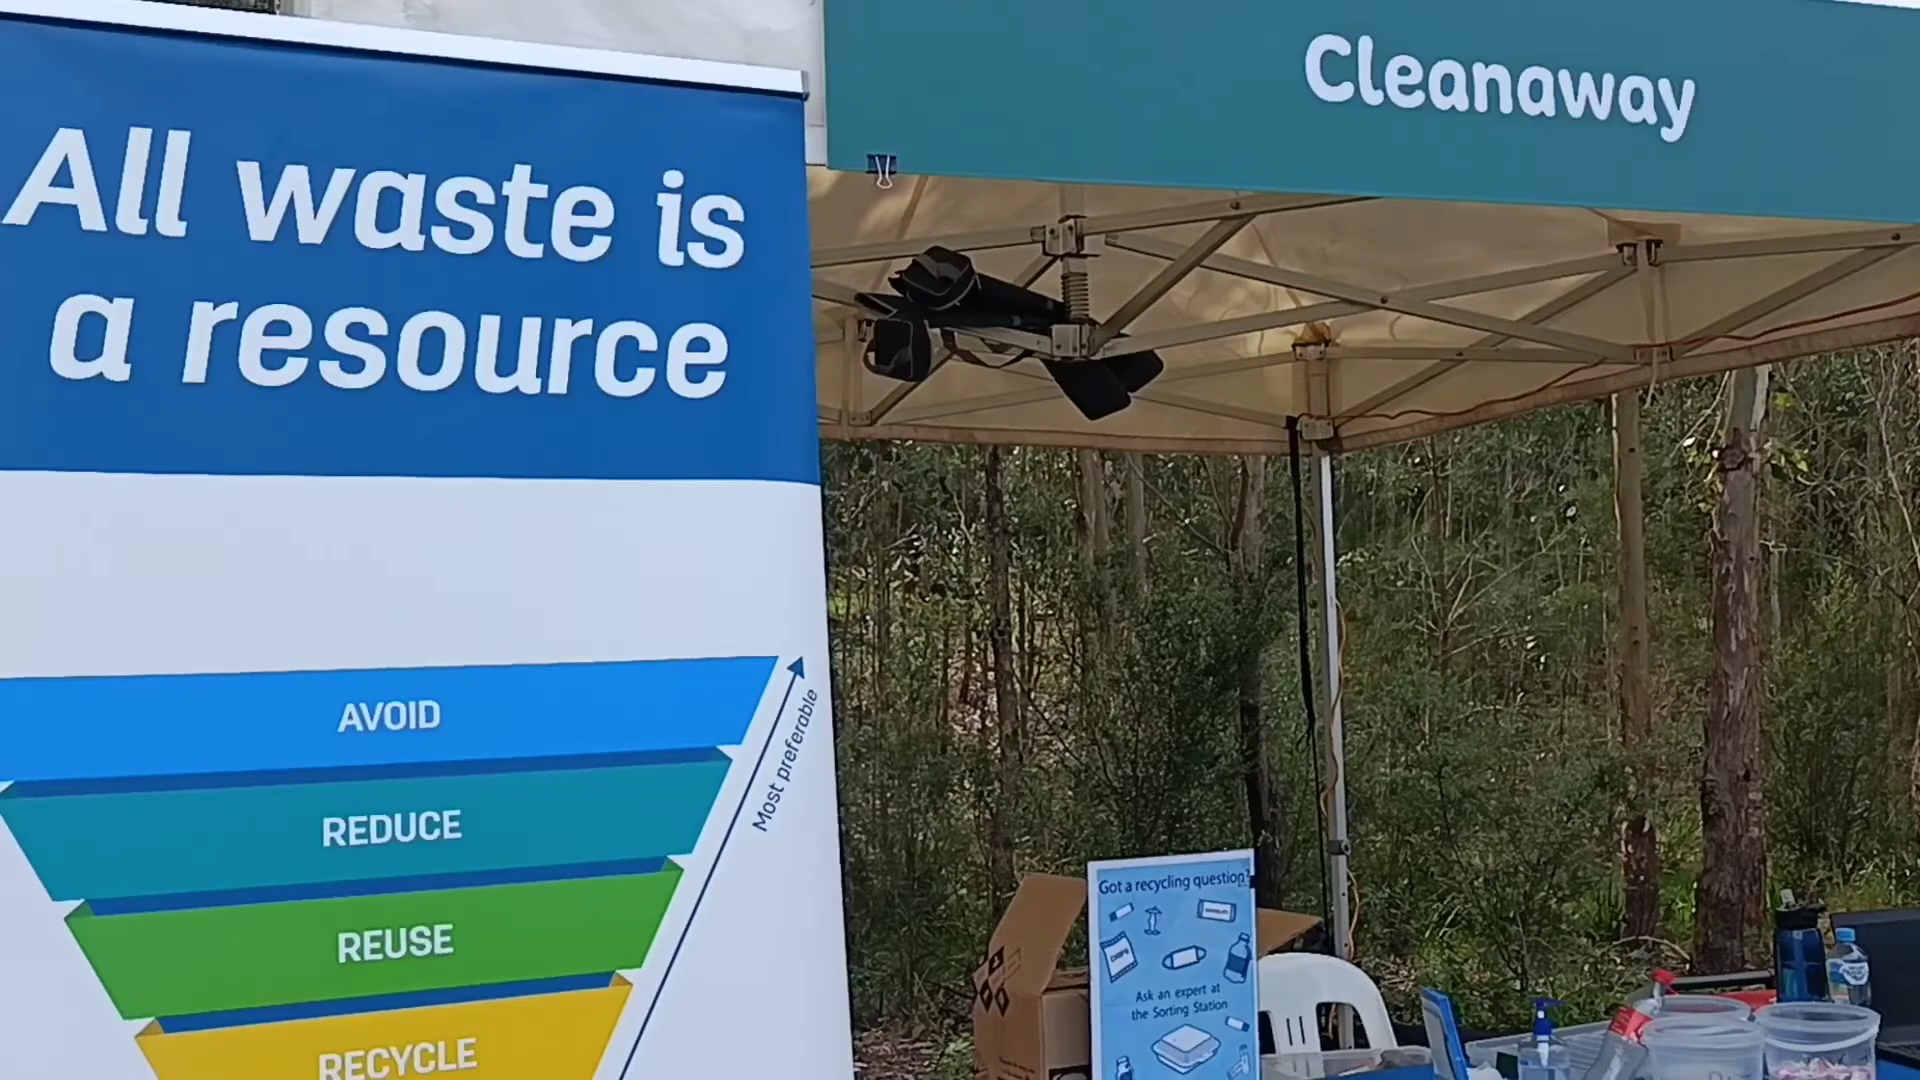 All waste is
a resource
AVOID
REDUCE
REUSE
RECYCLE
Most preferable
Cleanaway
Got a recycling question?
CHIPS
Ask an expert at
the Sorting Station